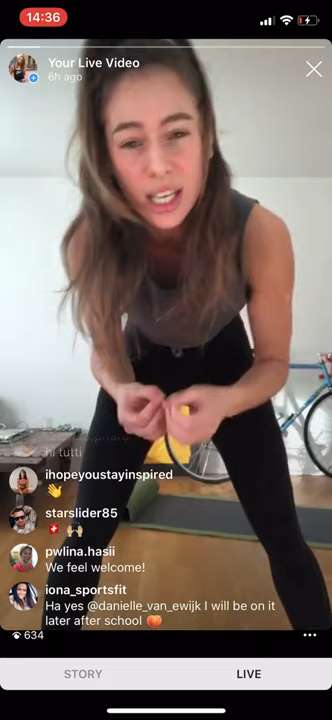 14:36
Your Live Video
6h ago
hi tutti
ihopeyoustayinspired
👋
starslider85
🇨🇭 🙌🏼
pwlina.hasii
We feel welcome!
iona_sportsfit
Ha yes @danielle_van_ewijk I will be on it
later after school 🍑
634
STORY
LIVE